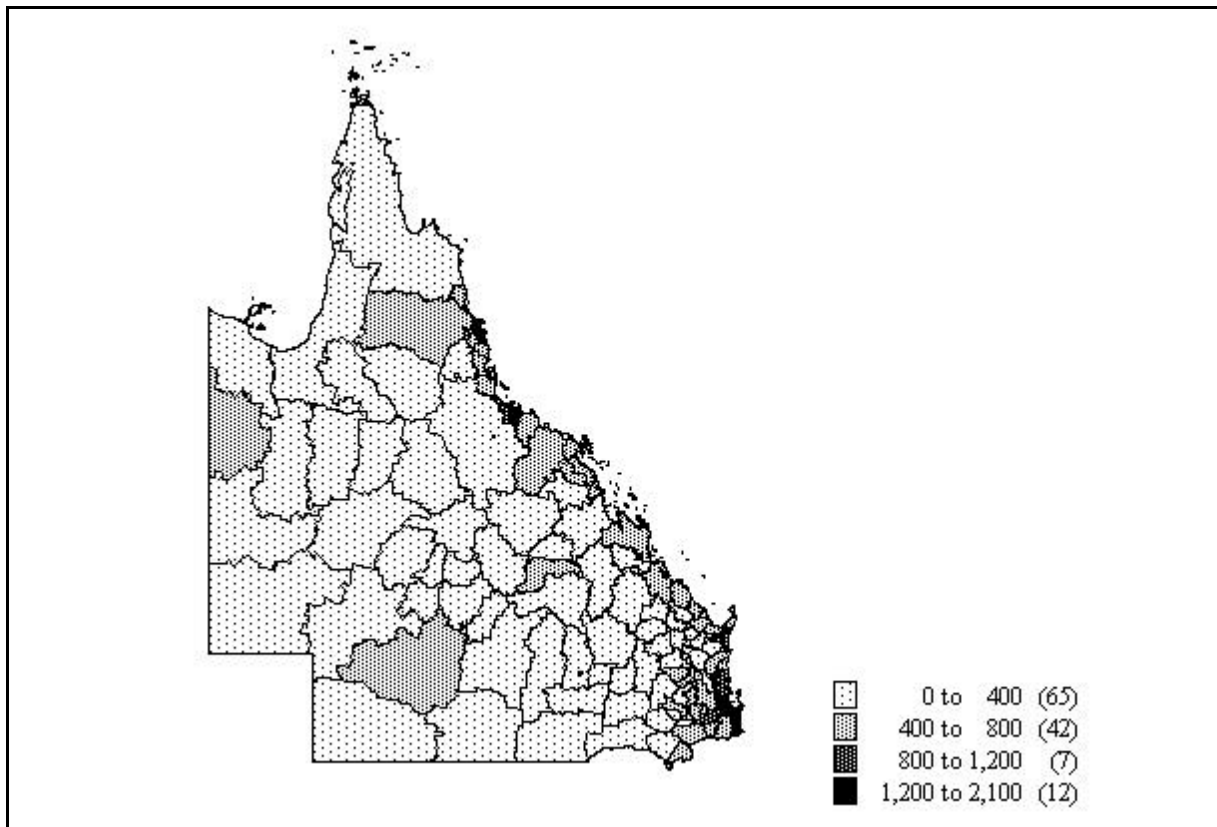 0 to 400 (65)
400 to 800 (42)
800 to 1,200 (7)
1,200 to 2,100 (12)